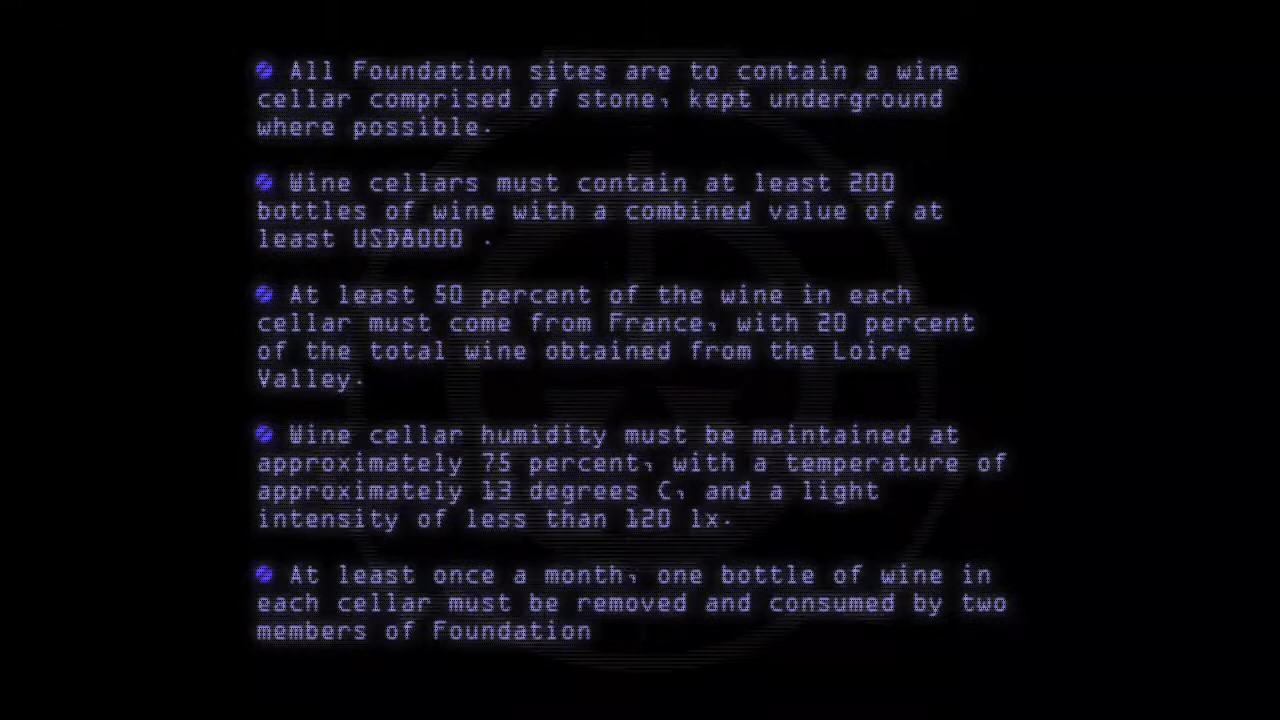 All Foundation sites are to contain a wine
cellar comprised of stone, kept underground
where possible.
Wine cellars must contain at least 200
bottles of wine with a combined value of at
least USD8000 .
At least 50 percent of the wine in each
cellar must come from France, with 20 percent
of the total wine obtained from the Loire
Valley.
Wine cellar humidity must be maintained at
approximately 75 percent, with a temperature of
approximately 13 degrees C, and a light
intensity of less than 120 lx.
At least once a month, one bottle of wine in
each cellar must be removed and consumed by two
members of Foundation